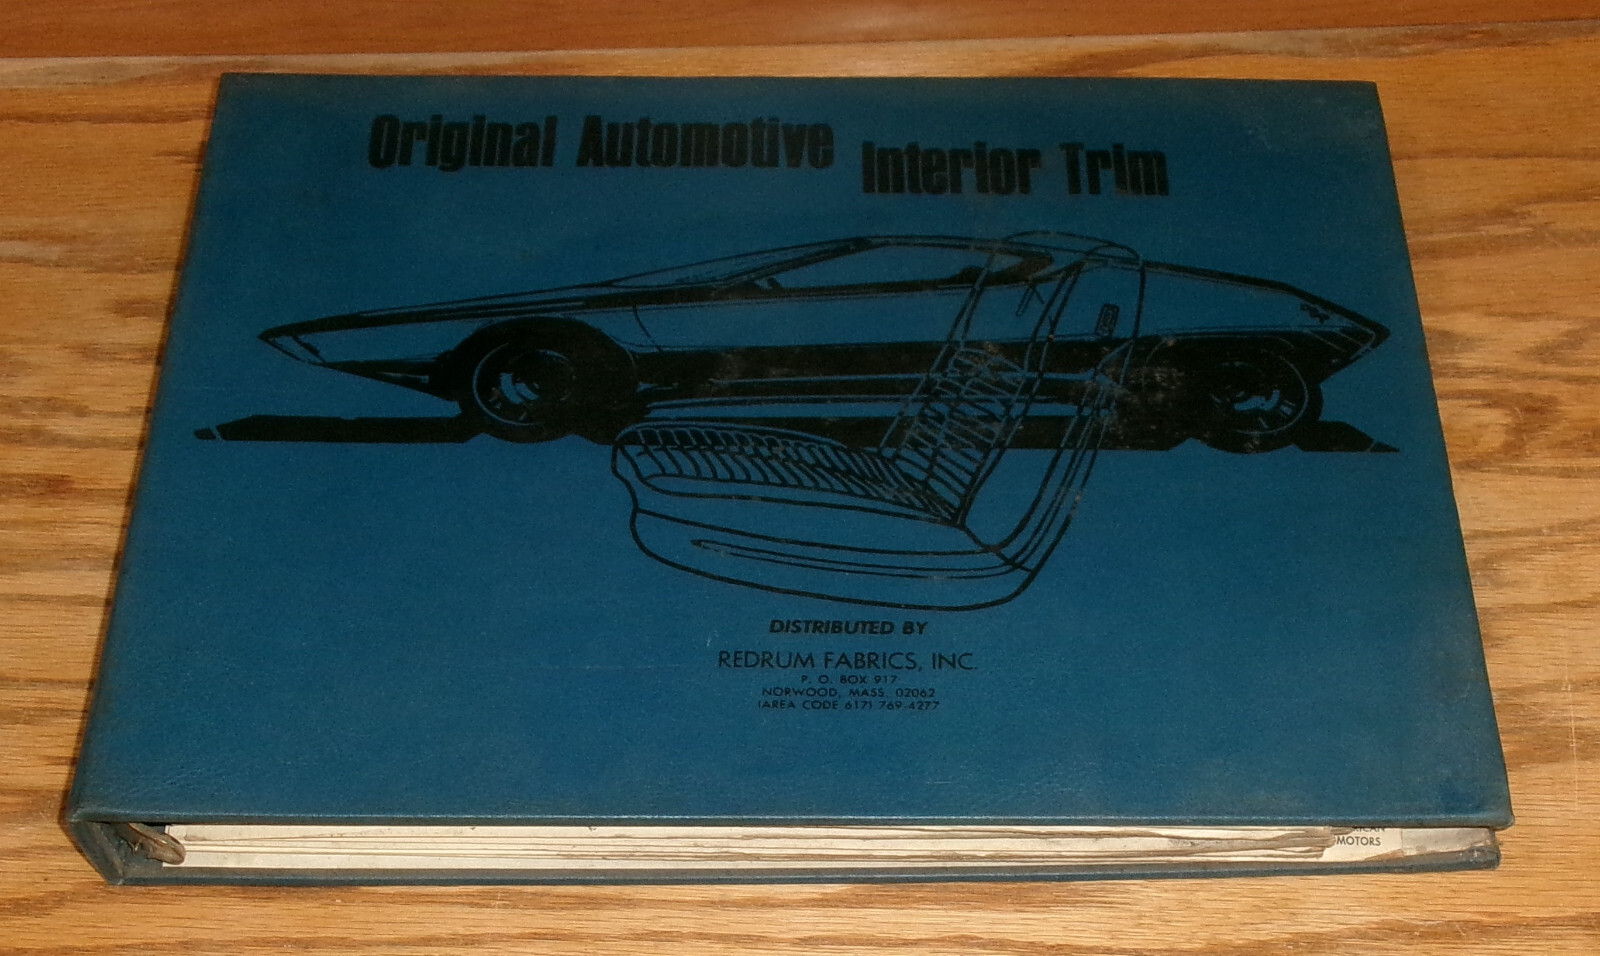 Original Automotive Interior Trim
DISTRIBUTED BY
REDRUM FABRICS, INC.
P. O. BOX 917
NORWOOD, MASS. 02062
(AREA CODE 617) 769-4277
MOTORS